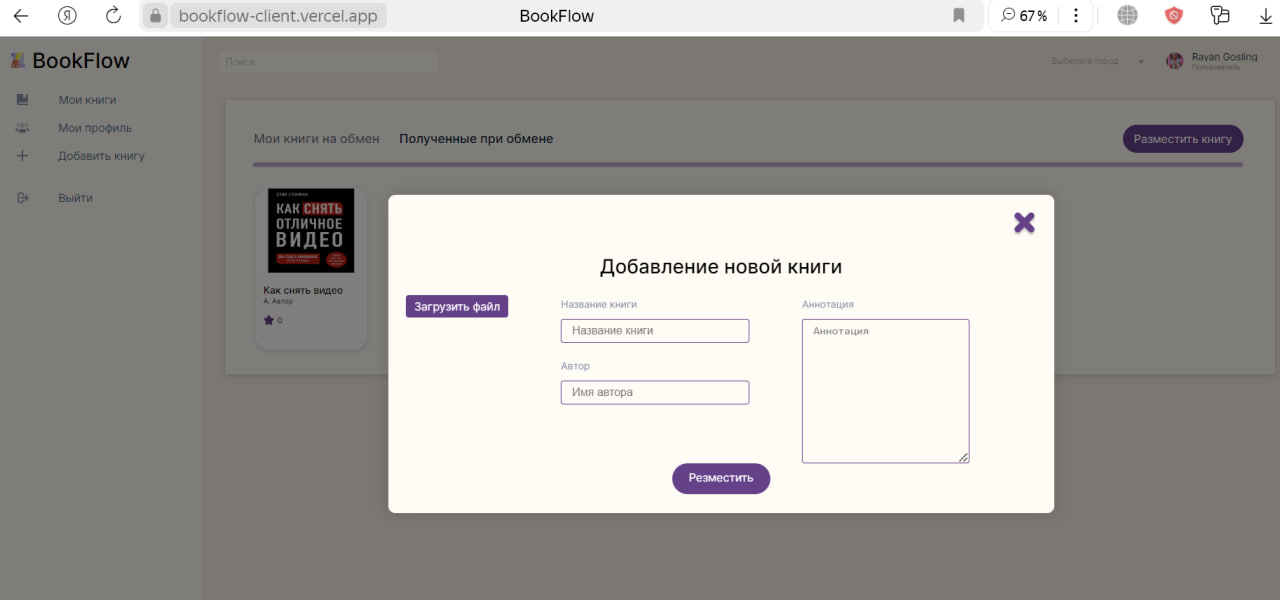 bookflow-client.vercel.app
BookFlow
67%
BookFlow
Поиск
Выберите город
Rayan Gosling
Пользователь
Мои книги
Мой профиль
Добавить книгу
Выйти
Мои книги на обмен
Полученные при обмене
Разместить книгу
КАК СНЯТЬ
ОТЛИЧНОЕ
ВИДЕО
Как снять видео
А. Автор
0
Добавление новой книги
Загрузить файл
Название книги
Название книги
Автор
Имя автора
Аннотация
Аннотация
Резместить